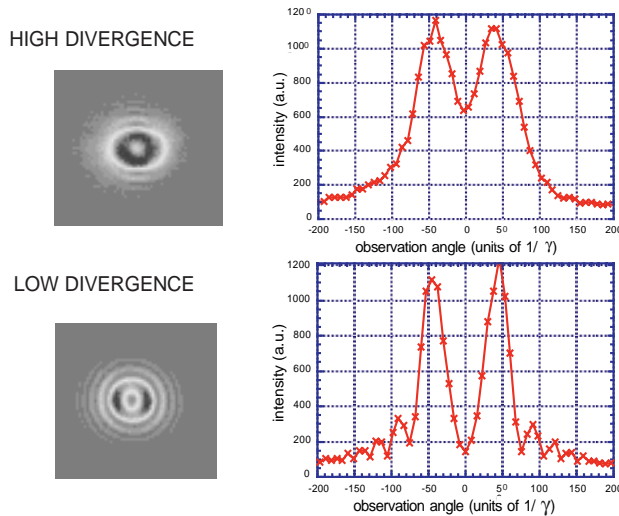 HIGH DIVERGENCE
1200
1000
800
600
400
200
0
intensity (a.u.)
-200 -150 -100 -50 0 50 100 150 200
observation angle (units of 1/ γ)
LOW DIVERGENCE
1200
1000
800
600
400
200
0
intensity (a.u.)
-200 -150 -100 -50 0 50 100 150 200
observation angle (units of 1/ γ)